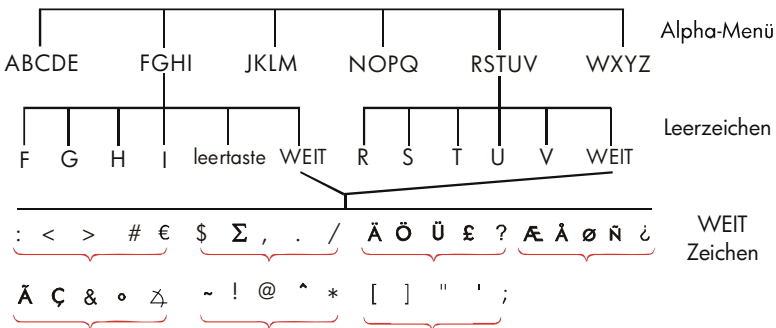 Alpha-Menü
ABCDE FGHI JKLM NOPQ RSTUV WXYZ
F G H I leertaste WEIT R S T U V WEIT Leerzeichen
: < > # € $ Σ , . / Ä Ö Ü £ ? Æ Å ø Ñ ¿ WEIT
Zeichen
Ã Ç & ° ∡ ~ ! @ ^ * [ ] " ' ;